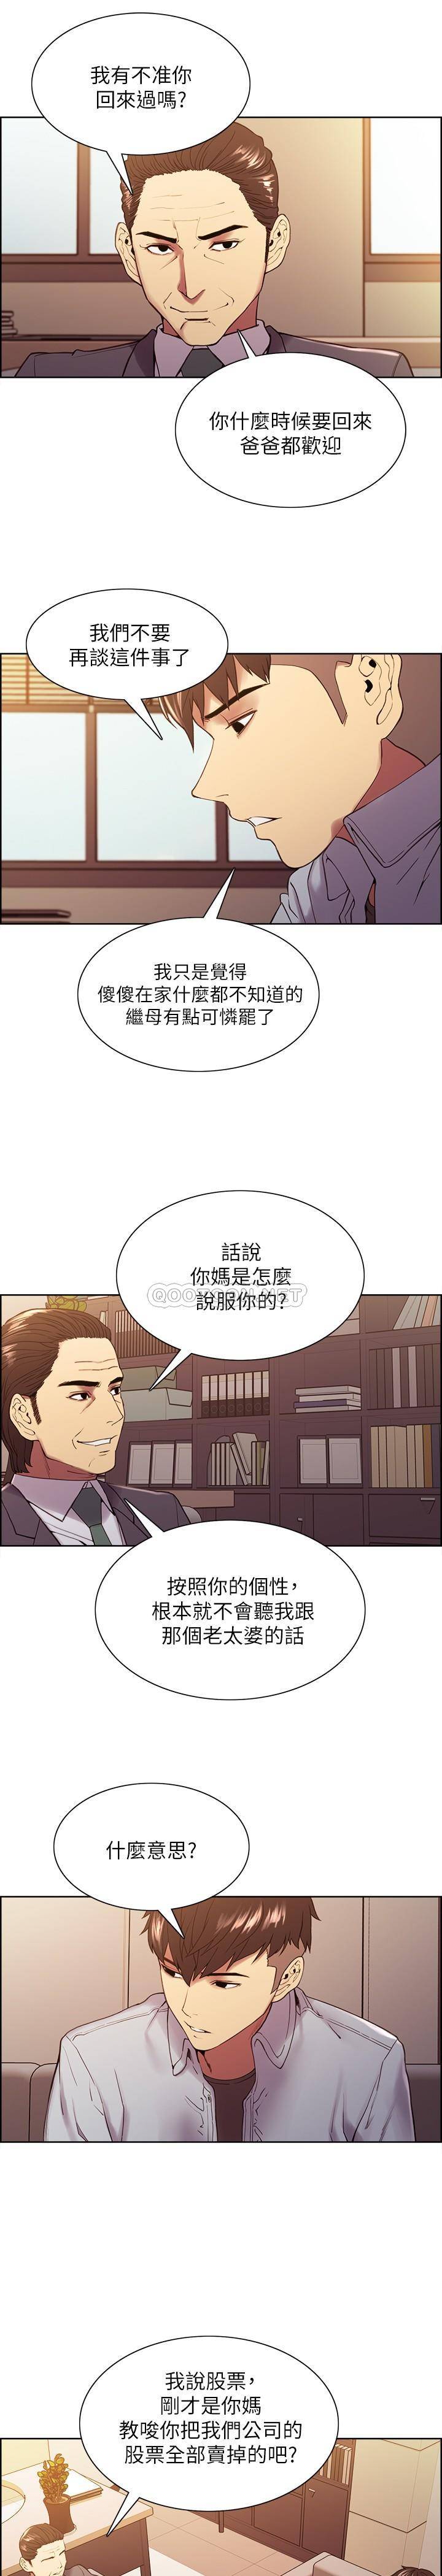 我有不准你
回來過嗎?
你什麼時候要回來
爸爸都歡迎
我們不要
再談這件事了
我只是覺得
傻傻在家什麼都不知道的
繼母有點可憐罷了
話說
你媽是怎麼
說服你的?
QOOTOON.NET
按照你的個性,
根本就不會聽我跟
那個老太婆的話
什麼意思?
我說股票,
剛才是你媽
教唆你把我們公司的
股票全部賣掉的吧?